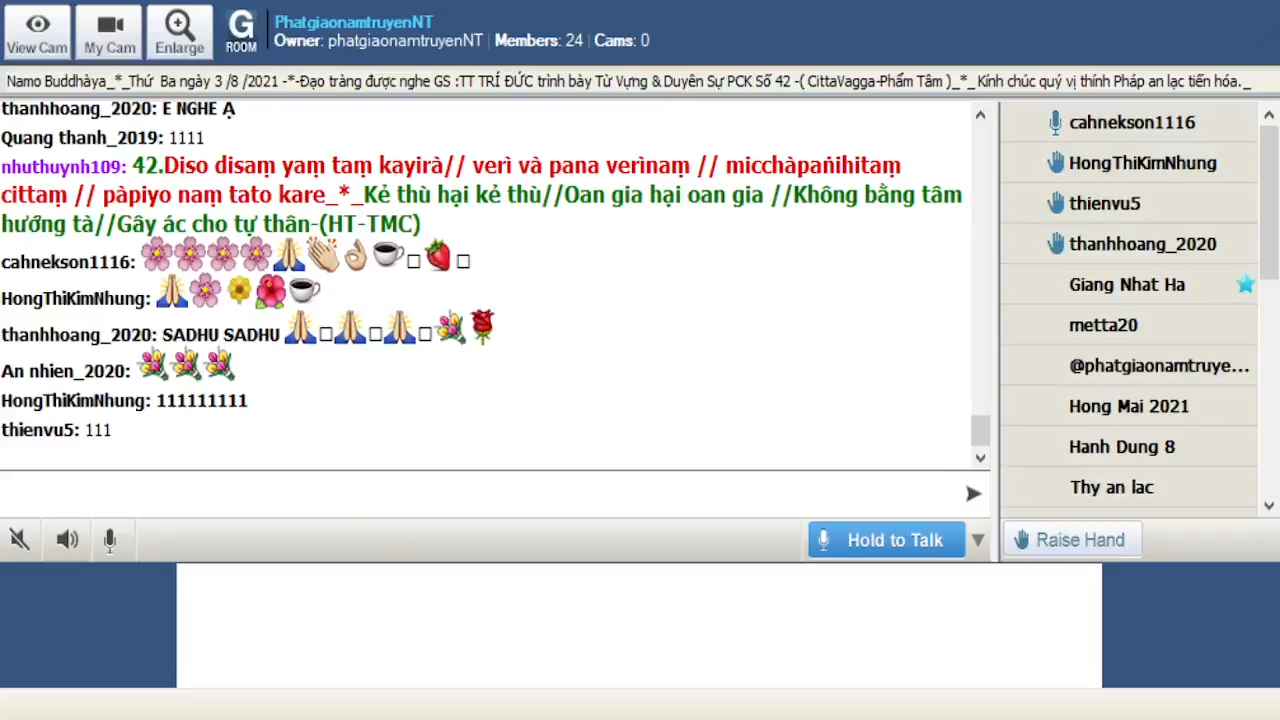 View Cam
My Cam
Enlarge
G
ROOM
PhatgiaonamtruyenNT
Owner: phatgiaonamtruyenNT | Members: 24 | Cams: 0
Namo Buddhàya_*_Thứ Ba ngày 3 /8 /2021 -*-Đạo tràng được nghe GS :TT TRÍ ĐỨC trình bày Từ Vựng & Duyên Sự PCK Số 42 -( CittaVagga-Phẩm Tâm )_*_ Kính chúc quý vị thính Pháp an lạc tiến hóa._
thanhhoang_2020: E NGHE Ạ
Quang thanh_2019: 1111
nhuthuynh109: 42.Diso disaṃ yaṃ taṃ kayirà// verì và pana verìnaṃ // micchàpaṅihitaṃ
cittaṃ // pàpiyo naṃ tato kare_*_Kẻ thù hại kẻ thù//Oan gia hại oan gia //Không bằng tâm
hướng tà//Gây ác cho tự thân-(HT-TMC)
cahnekson1116: 🌸🌸🌸🌸🙏👏👌☕□🍓□
HongThiKimNhung: 🙏🌸🌻🌺☕
thanhhoang_2020: SADHU SADHU 🙏□🙏□🙏□💐🌹
An nhien_2020: 💐💐💐
HongThiKimNhung: 111111111
thienvu5: 111
Hold to Talk
cahnekson1116
HongThiKimNhung
thienvu5
thanhhoang_2020
Giang Nhat Ha
metta20
@phatgiaonamtruye...
Hong Mai 2021
Hanh Dung 8
Thy an lac
Raise Hand